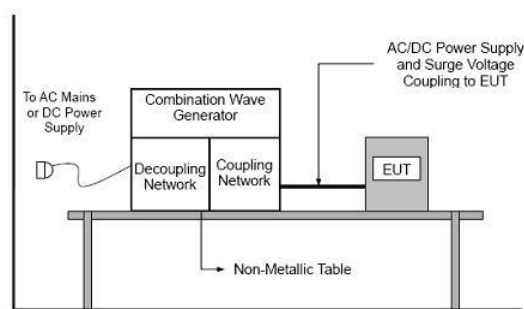 AC/DC Power Supply
and Surge Voltage
Coupling to EUT
To AC Mains
or DC Power
Supply
Combination Wave
Generator
Decoupling
Network
Coupling
Network
EUT
Non-Metallic Table